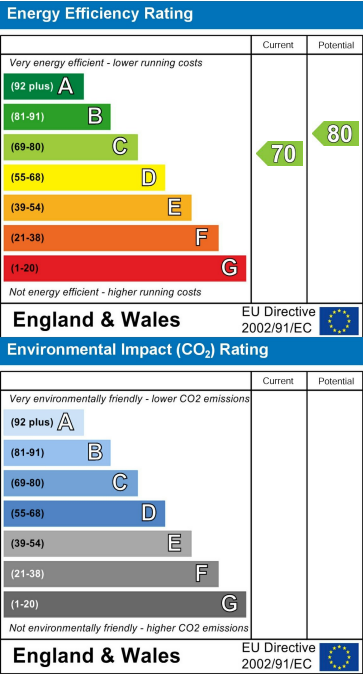 Energy Efficiency Rating
Current Potential
Very energy efficient - lower running costs
(92 plus) A
(81-91) B
(69-80) C
(55-68) D
(39-54) E
(21-38) F
(1-20) G
70
80
Not energy efficient - higher running costs
England & Wales
EU Directive
2002/91/EC
Environmental Impact (CO₂) Rating
Current Potential
Very environmentally friendly - lower CO2 emissions
(92 plus) A
(81-91) B
(69-80) C
(55-68) D
(39-54) E
(21-38) F
(1-20) G
Not environmentally friendly - higher CO2 emissions
England & Wales
EU Directive
2002/91/EC